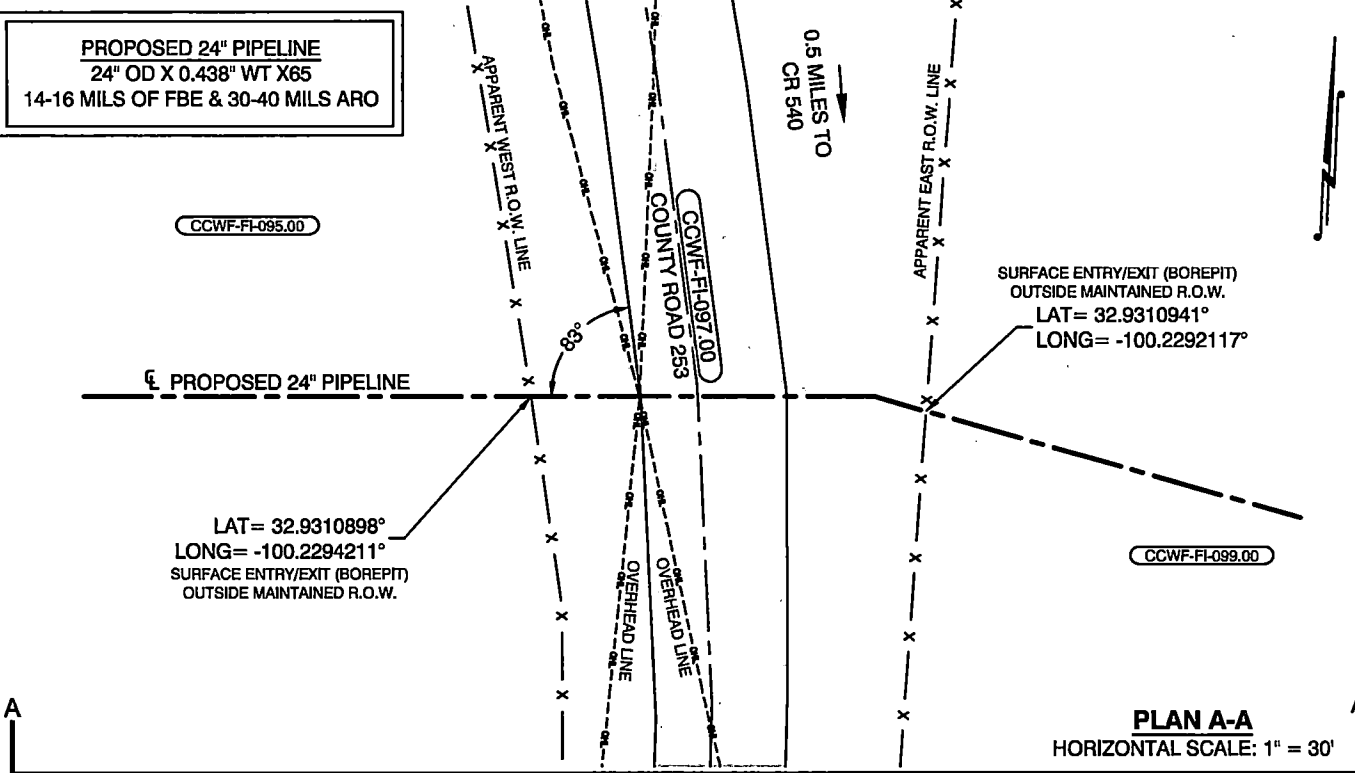 PROPOSED 24" PIPELINE
24" OD X 0.438" WT X65
14-16 MILS OF FBE & 30-40 MILS ARO
0.5 MILES TO
CR 540
APPARENT WEST R.O.W. LINE
APPARENT EAST R.O.W. LINE
CCWF-FI-095.00
COUNTY ROAD 253
CCWF-FI-097.00
SURFACE ENTRY/EXIT (BOREPIT)
OUTSIDE MAINTAINED R.O.W.
LAT= 32.9310941°
LONG= -100.2292117°
83°
℄ PROPOSED 24" PIPELINE
LAT= 32.9310898°
LONG= -100.2294211°
SURFACE ENTRY/EXIT (BOREPIT)
OUTSIDE MAINTAINED R.O.W.
OVERHEAD LINE
OVERHEAD LINE
CCWF-FI-099.00
A
PLAN A-A
HORIZONTAL SCALE: 1" = 30'